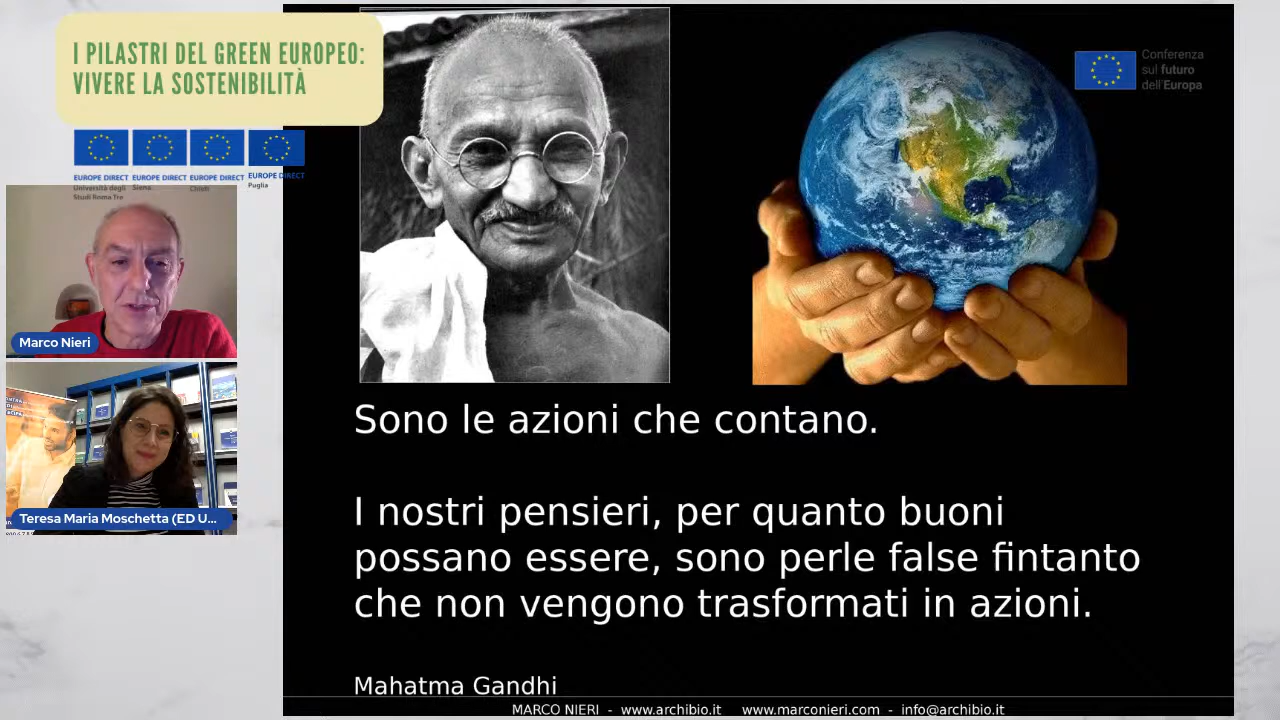 I PILASTRI DEL GREEN EUROPEO:
VIVERE LA SOSTENIBILITÀ
EUROPE DIRECT
Università degli
Studi Roma Tre
EUROPE DIRECT
Siena
EUROPE DIRECT
Chieti
EUROPE DIRECT
Puglia
Conferenza
sul futuro
dell'Europa
Marco Nieri
Teresa Maria Moschetta (ED U...
Sono le azioni che contano.
I nostri pensieri, per quanto buoni
possano essere, sono perle false fintanto
che non vengono trasformati in azioni.
Mahatma Gandhi
MARCO NIERI - www.archibio.it www.marconieri.com - info@archibio.it